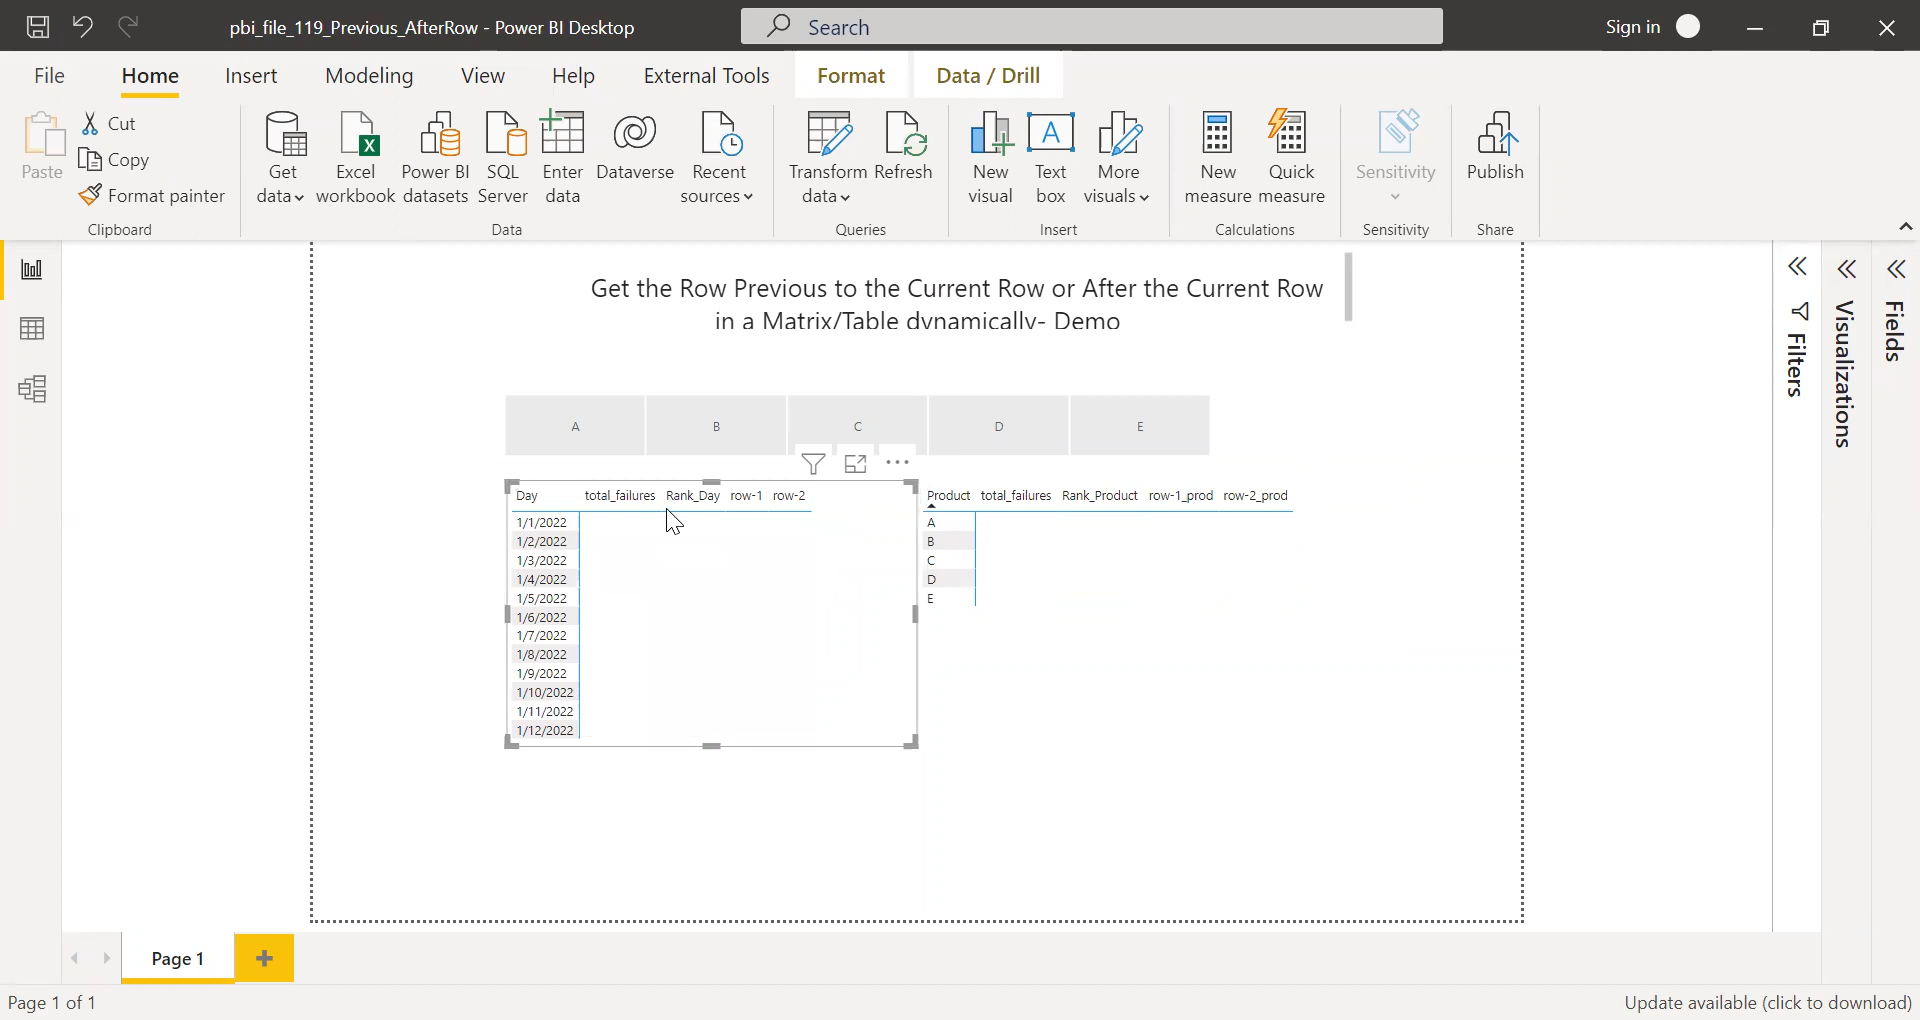 pbi_file_119_Previous_AfterRow - Power BI Desktop
Search
Sign in
File
Home
Insert
Modeling
View
Help
External Tools
Format
Data / Drill
Paste
Cut
Copy
Format painter
Clipboard
Get data
Excel workbook
Power BI datasets
SQL Server
Enter data
Dataverse
Recent sources
Data
Transform data
Refresh
Queries
New visual
A
Text box
More visuals
Insert
New measure
Quick measure
Calculations
Sensitivity
Sensitivity
Publish
Share
Get the Row Previous to the Current Row or After the Current Row
in a Matrix/Table dynamically- Demo
A B C D E
Day total_failures Rank_Day row-1 row-2
1/1/2022
1/2/2022
1/3/2022
1/4/2022
1/5/2022
1/6/2022
1/7/2022
1/8/2022
1/9/2022
1/10/2022
1/11/2022
1/12/2022
Product total_failures Rank_Product row-1_prod row-2_prod
A
B
C
D
E
Filters
Visualizations
Fields
Page 1
Page 1 of 1
Update available (click to download)